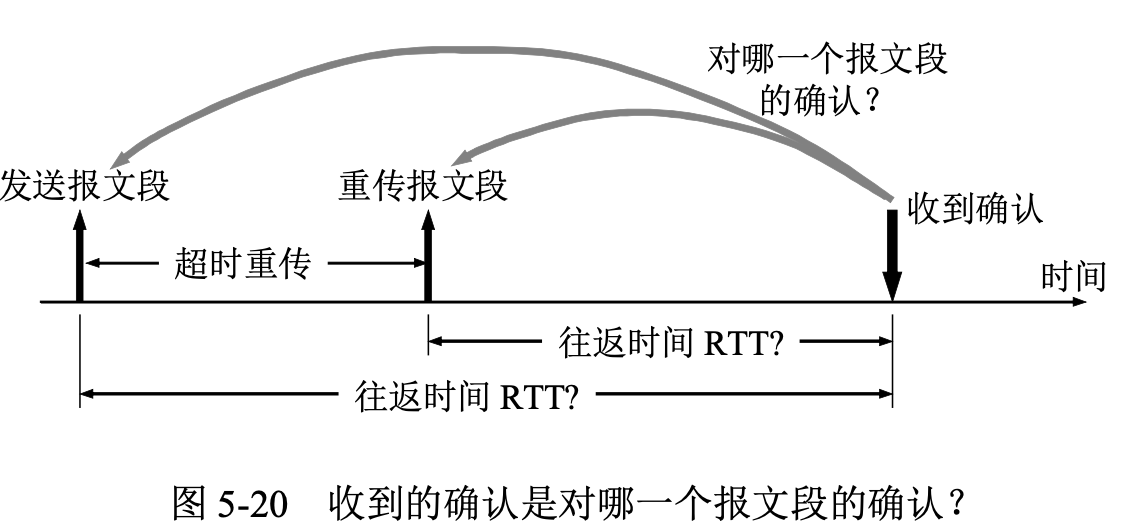 对哪一个报文段
的确认？
发送报文段
重传报文段
收到确认
超时重传
时间
往返时间 RTT?
往返时间 RTT?
图 5-20 收到的确认是对哪一个报文段的确认？